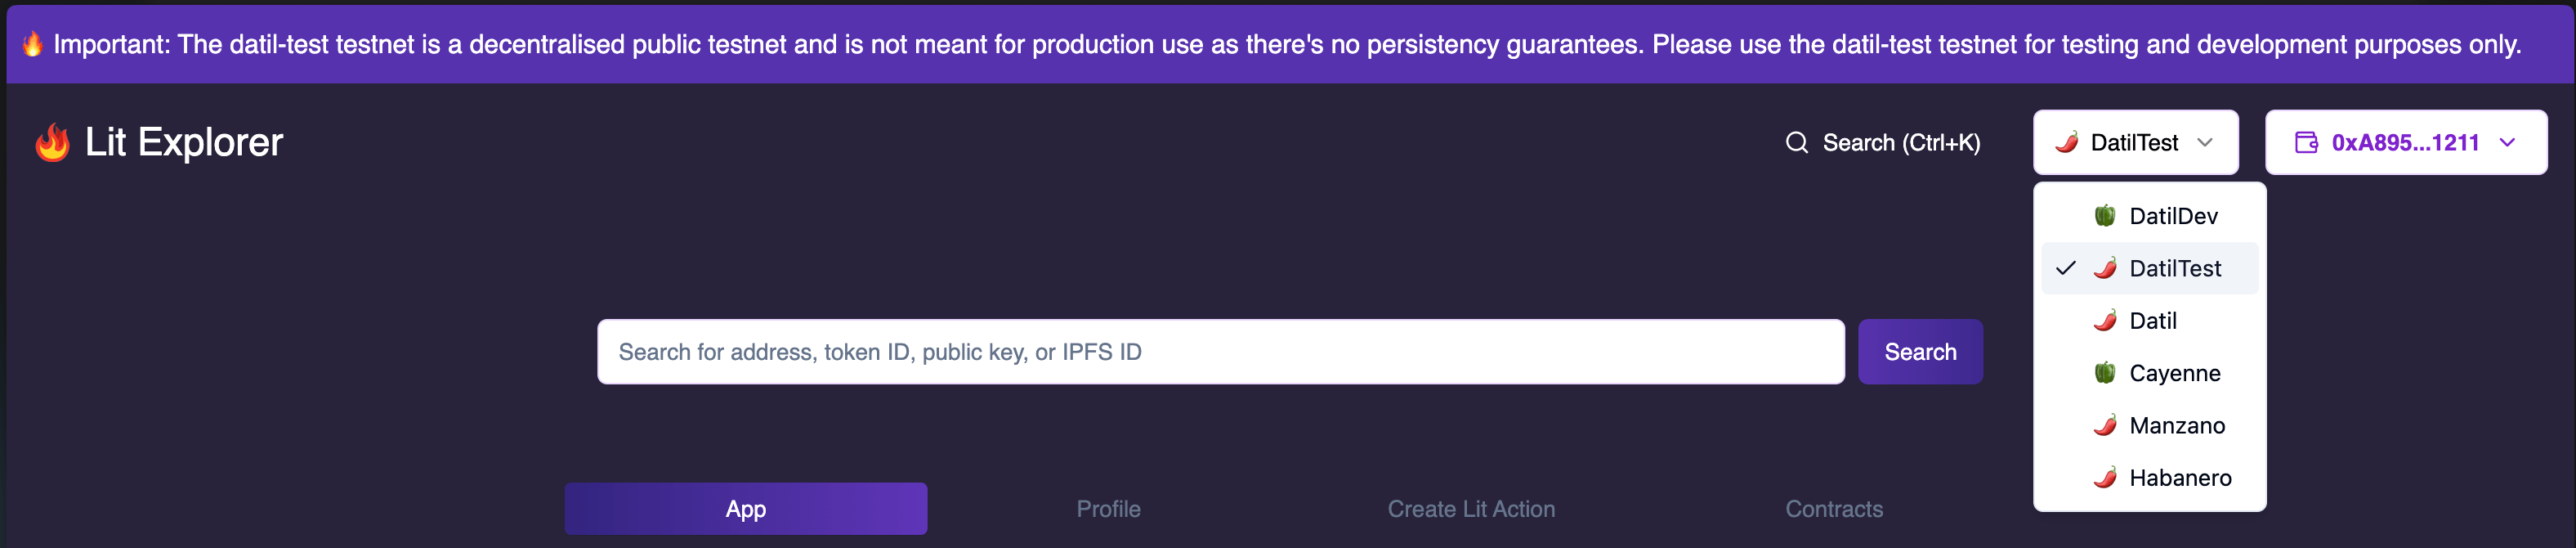 Important: The datil-test testnet is a decentralised public testnet and is not meant for production use as there's no persistency guarantees. Please use the datil-test testnet for testing and development purposes only.
Lit Explorer
Search (Ctrl+K)
DatilTest
0xA895...1211
DatilDev
DatilTest
Datil
Cayenne
Manzano
Habanero
Search for address, token ID, public key, or IPFS ID
Search
App
Profile
Create Lit Action
Contracts